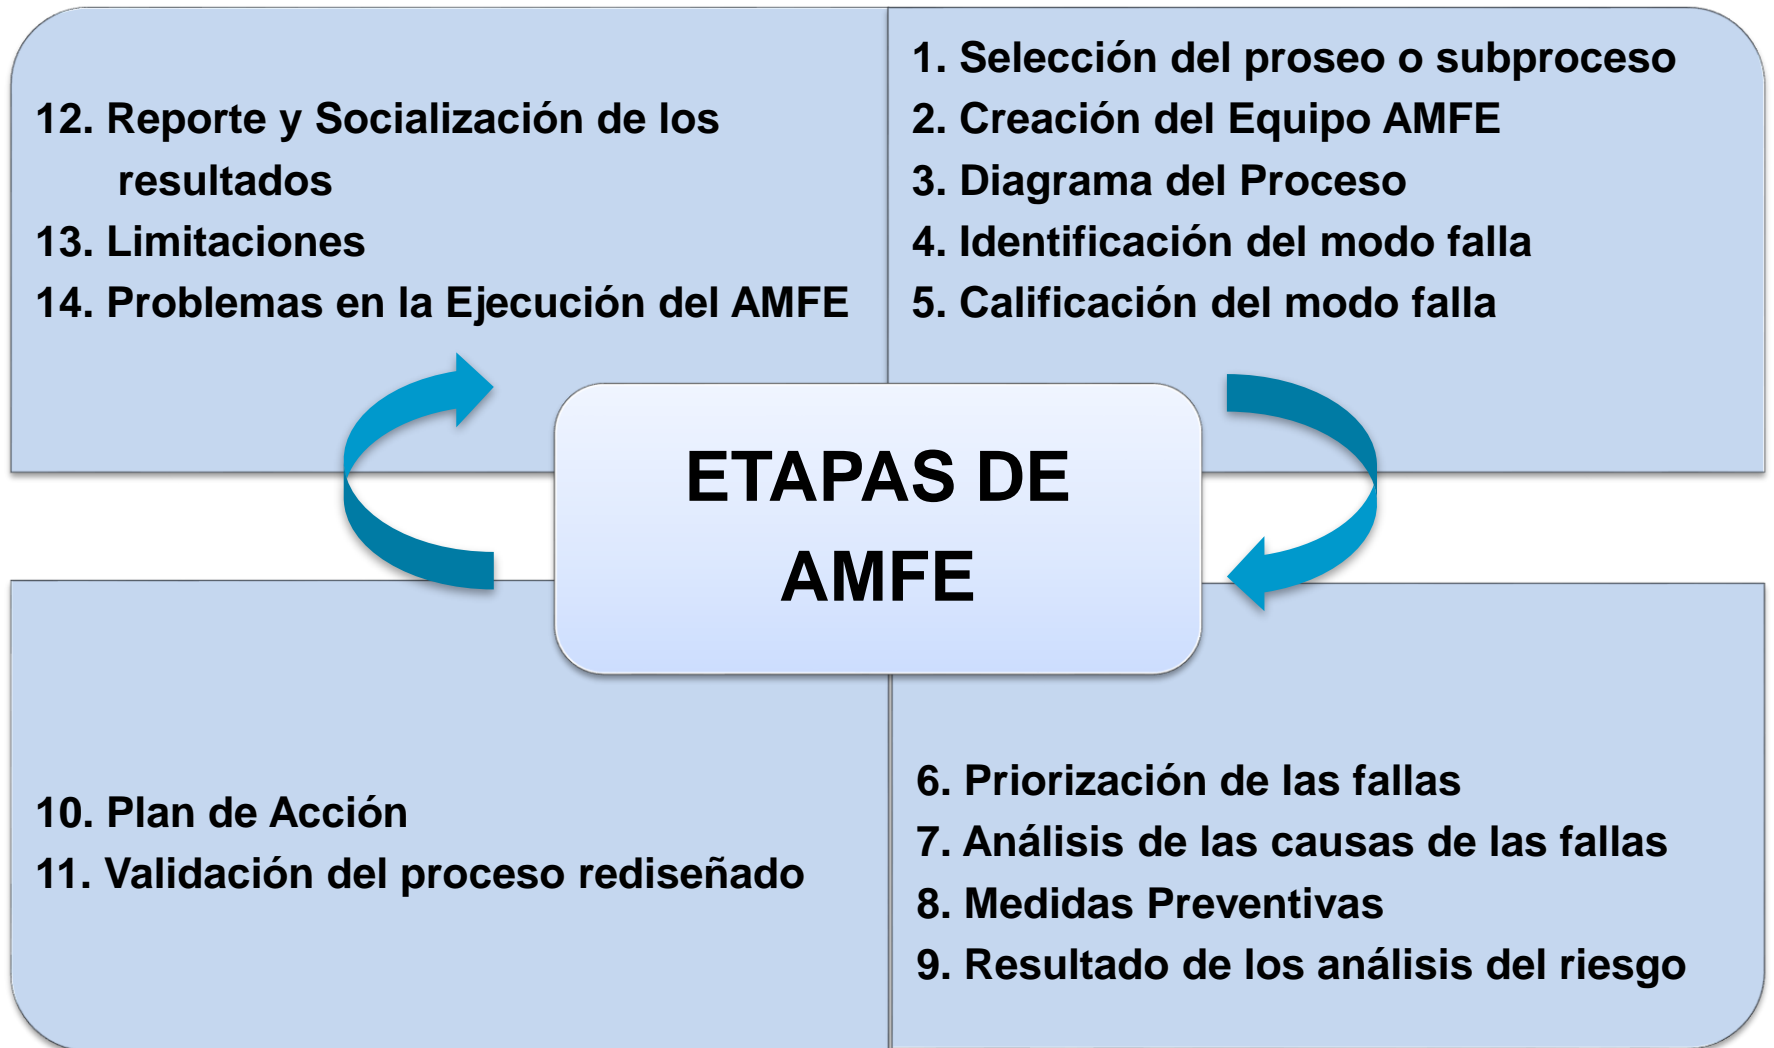 12. Reporte y Socialización de los
resultados
13. Limitaciones
14. Problemas en la Ejecución del AMFE
1. Selección del proseo o subproceso
2. Creación del Equipo AMFE
3. Diagrama del Proceso
4. Identificación del modo falla
5. Calificación del modo falla
ETAPAS DE
AMFE
10. Plan de Acción
11. Validación del proceso rediseñado
6. Priorización de las fallas
7. Análisis de las causas de las fallas
8. Medidas Preventivas
9. Resultado de los análisis del riesgo